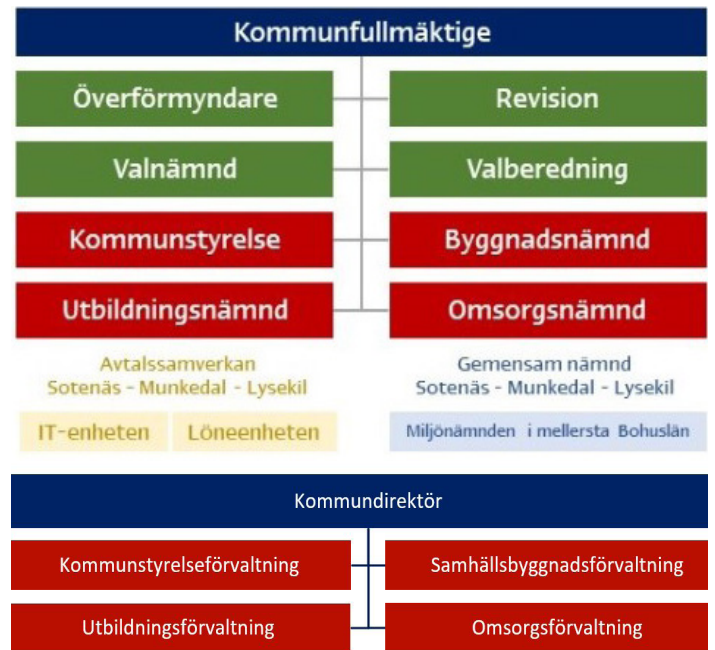 Kommunfullmäktige
Överförmyndare
Revision
Valnämnd
Valberedning
Kommunstyrelse
Byggnadsnämnd
Utbildningsnämnd
Omsorgsnämnd
Avtalssamverkan
Sotenäs - Munkedal - Lysekil
Gemensam nämnd
Sotenäs - Munkedal - Lysekil
IT-enheten
Löneenheten
Miljönämnden i mellersta Bohuslän
Kommundirektör
Kommunstyrelseförvaltning
Samhällsbyggnadsförvaltning
Utbildningsförvaltning
Omsorgsförvaltning